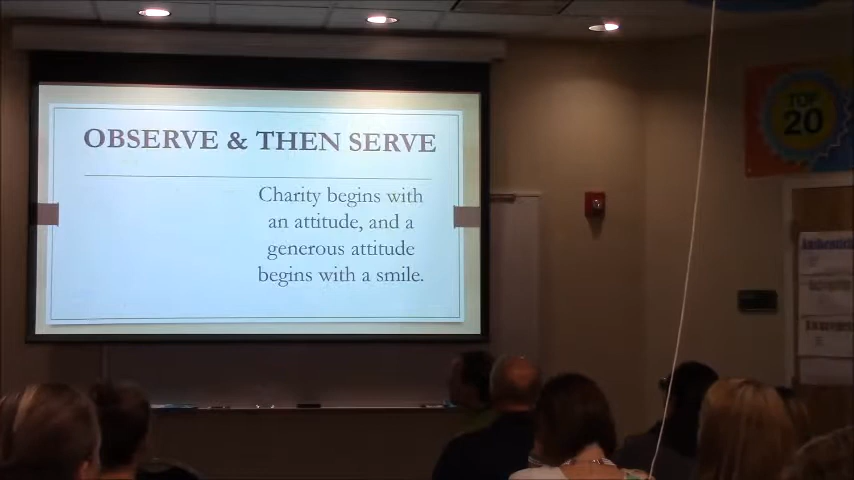 OBSERVE & THEN SERVE
Charity begins with
an attitude, and a
generous attitude
begins with a smile.
TOP
20